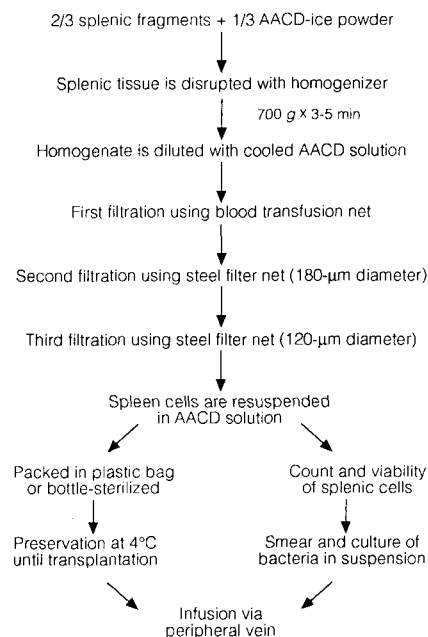 2/3 splenic fragments + 1/3 AACD-ice powder
Splenic tissue is disrupted with homogenizer
700 g × 3-5 min
Homogenate is diluted with cooled AACD solution
First filtration using blood transfusion net
Second filtration using steel filter net (180-μm diameter)
Third filtration using steel filter net (120-μm diameter)
Spleen cells are resuspended
in AACD solution
Packed in plastic bag
or bottle-sterilized
Count and viability
of splenic cells
Preservation at 4°C
until transplantation
Smear and culture of
bacteria in suspension
Infusion via
peripheral vein